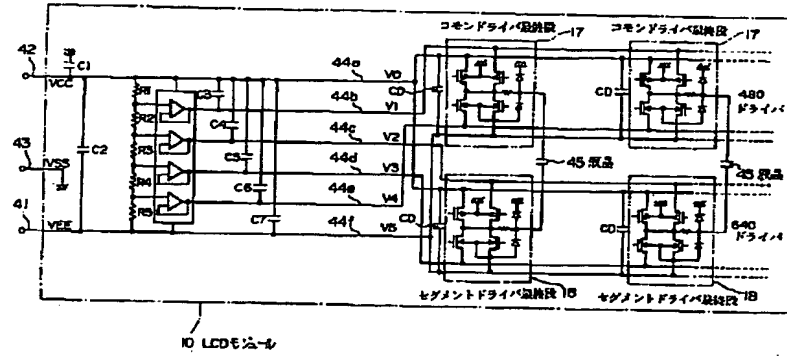 コモンドライバ最終段 17
コモンドライバ最終段 17
42
C1
VCC
44a
V0
R1
C3
44b
V1
CD
CD
480
ドライバ
R2
C4
44c
V2
43
VSS
C2
R3
C5
44d
V3
45 液晶
45 液晶
R4
C6
44e
V4
41
VEE
R5
C7
44f
V5
CD
CD
640
ドライバ
セグメントドライバ最終段 18
セグメントドライバ最終段 18
10 LCDモジュール